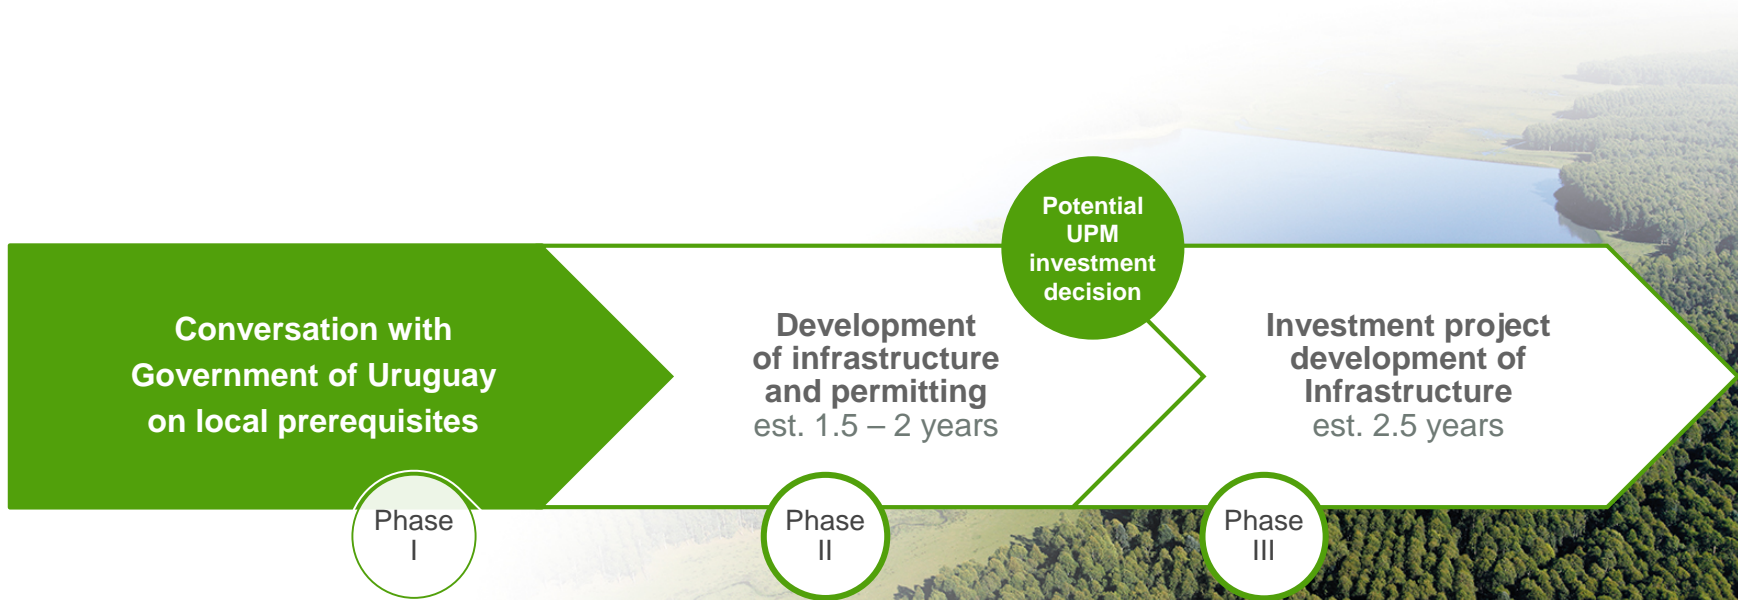 Potential
UPM
investment
decision
Conversation with
Government of Uruguay
on local prerequisites
Development
of infrastructure
and permitting
est. 1.5 – 2 years
Investment project
development of
Infrastructure
est. 2.5 years
Phase
I
Phase
II
Phase
III